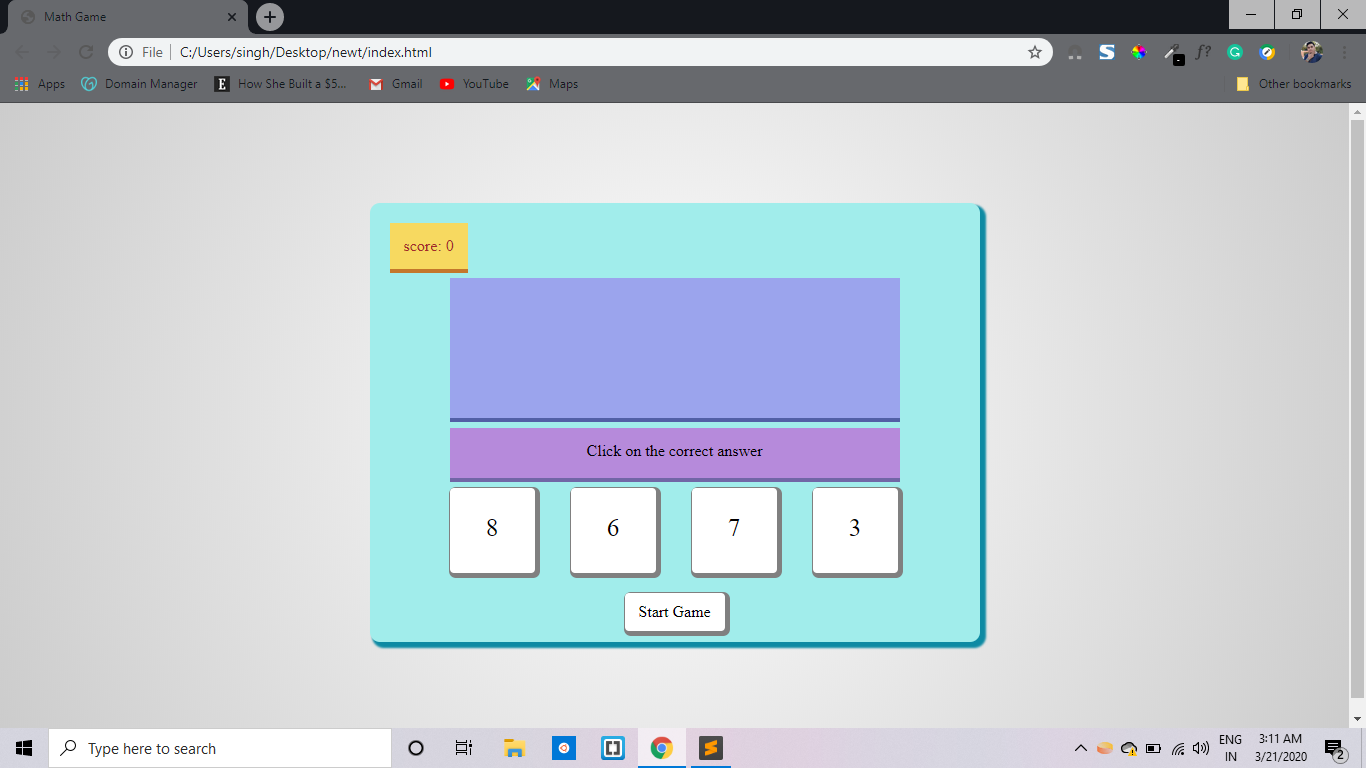 Math Game
File
C:/Users/singh/Desktop/newt/index.html
f?
Apps
Domain Manager
How She Built a $5...
Gmail
YouTube
Maps
Other bookmarks
score: 0
Click on the correct answer
8 6 7 3
Start Game
Type here to search
ENG
IN
3:11 AM
3/21/2020
2